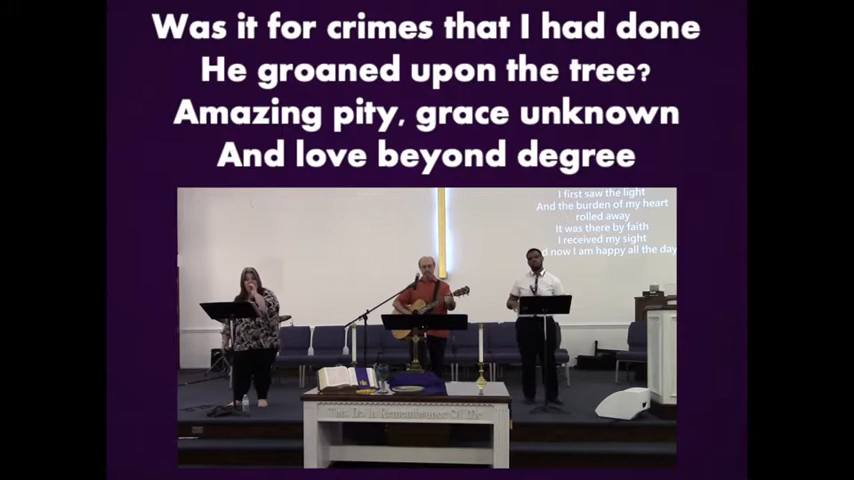 Was it for crimes that I had done
He groaned upon the tree?
Amazing pity, grace unknown
And love beyond degree
I first saw the light
And the burden of my heart
rolled away
It was there by faith
I received my sight
d now I am happy all the day
This Do In Remembrance Of Me